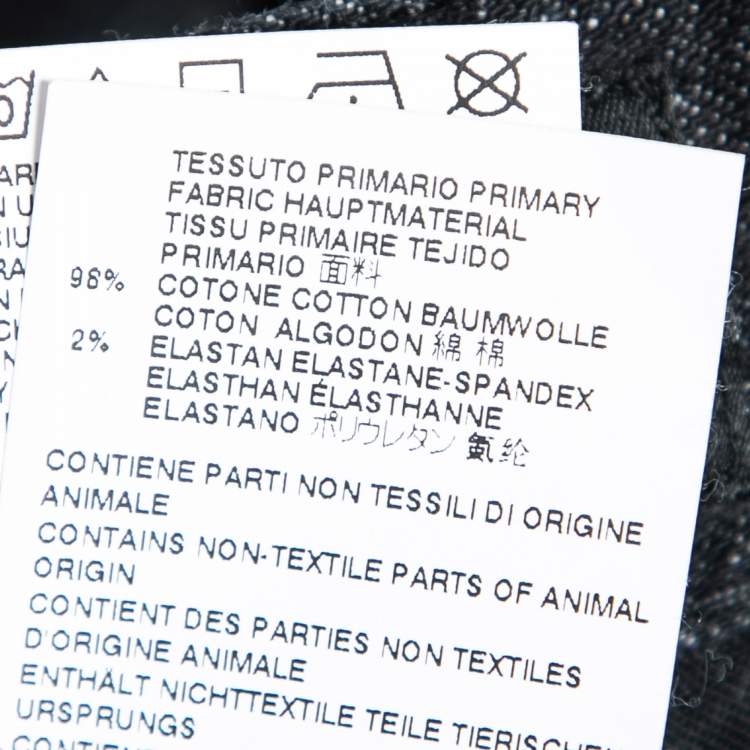 TESSUTO PRIMARIO PRIMARY
FABRIC HAUPTMATERIAL
TISSU PRIMAIRE TEJIDO
PRIMARIO 面料
98% COTONE COTTON BAUMWOLLE
COTON ALGODON 綿 棉
2% ELASTAN ELASTANE-SPANDEX
ELASTHAN ÉLASTHANNE
ELASTANO ポリウレタン 氨纶
CONTIENE PARTI NON TESSILI DI ORIGINE
ANIMALE
CONTAINS NON-TEXTILE PARTS OF ANIMAL
ORIGIN
CONTIENT DES PARTIES NON TEXTILES
D'ORIGINE ANIMALE
ENTHÄLT NICHTTEXTILE TEILE TIERISCHEN
URSPRUNGS